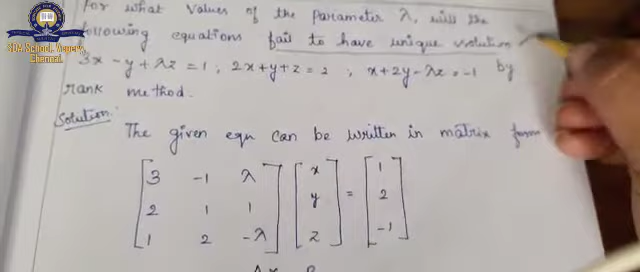 For what values of the parameter λ, will the
following equations fail to have unique solution
3x - y + λz = 1, 2x + y + z = 2, x + 2y - λz = -1 by
rank method.
Solution:
The given eqn can be written in matrix form
[3 -1 λ] [x] = [1]
[2 1 1] [y] [2]
[1 2 -λ] [z] [-1]